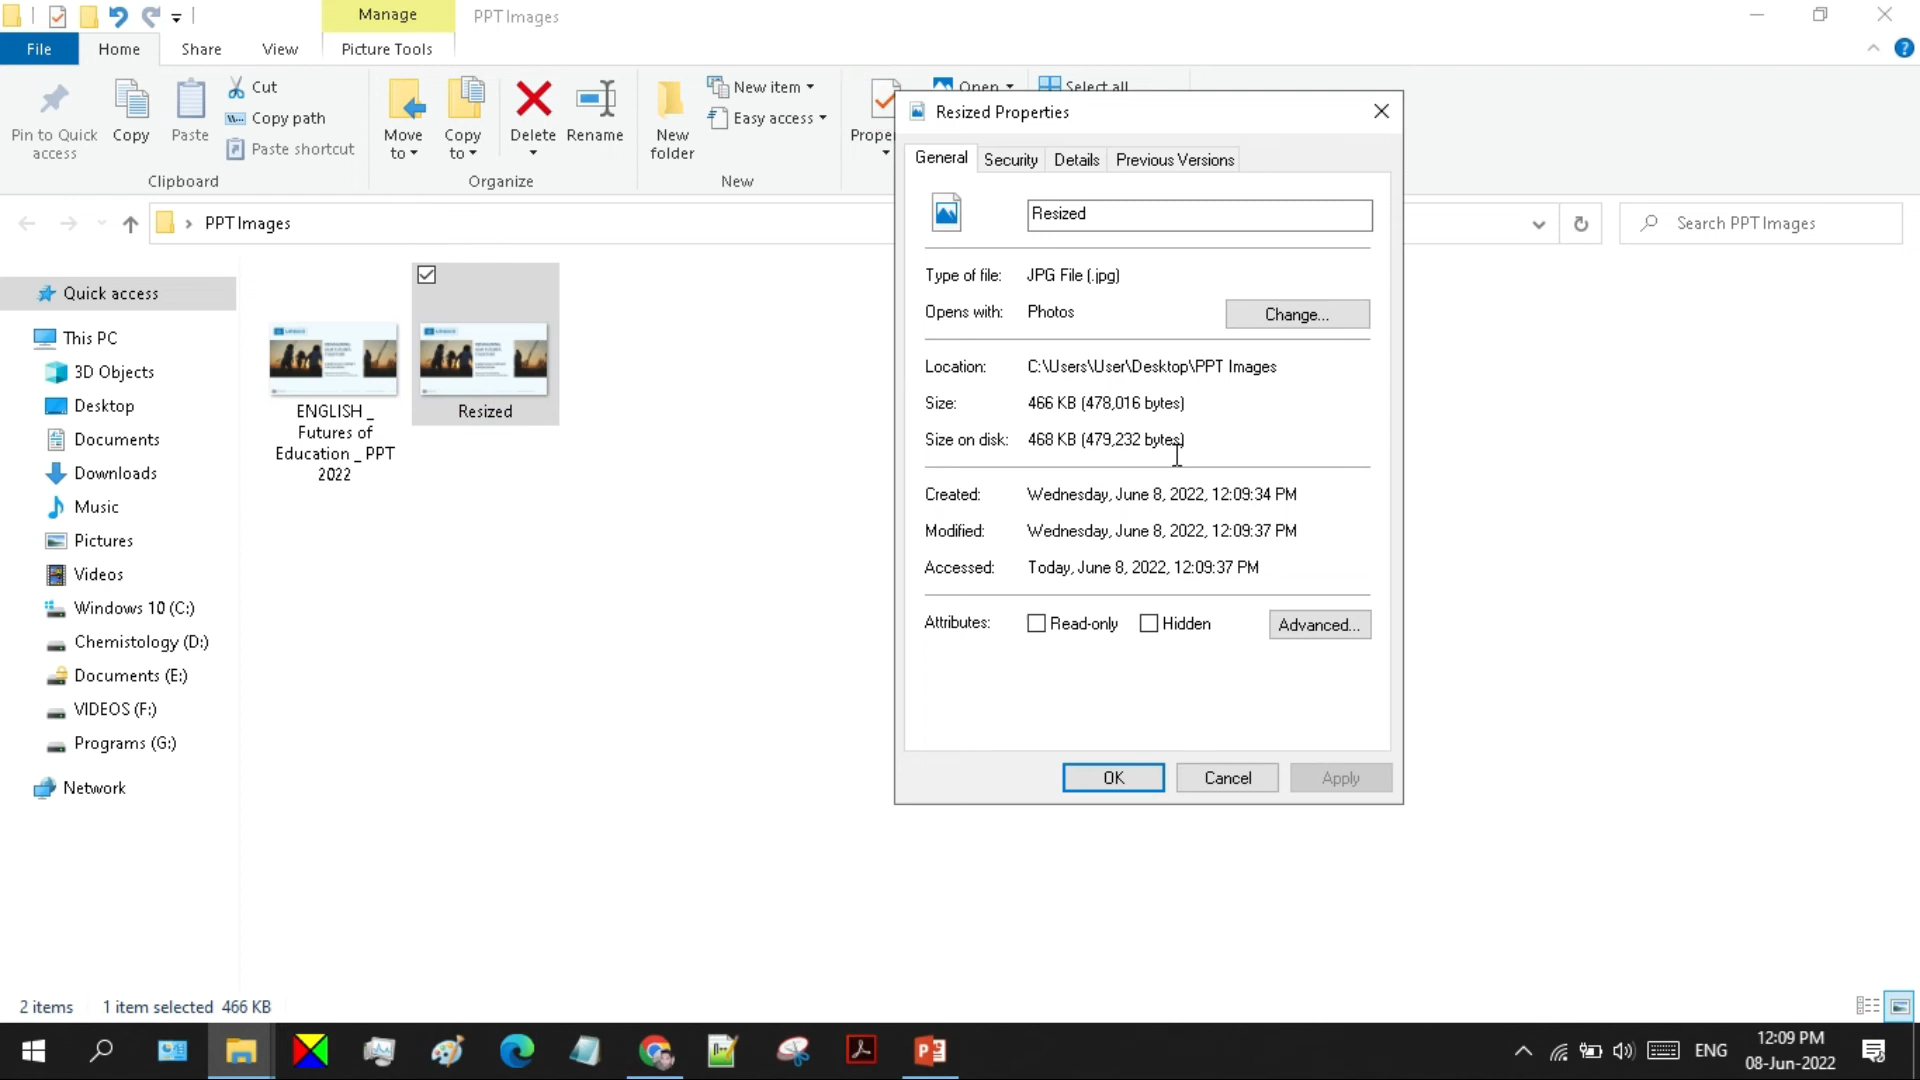 Manage
PPT Images
File
Home
Share
View
Picture Tools
Pin to Quick access
Copy
Paste
Cut
Copy path
Paste shortcut
Clipboard
Move to
Copy to
Delete
Rename
Organize
New folder
New item
Easy access
New
Proper
Open
Select all
PPT Images
Search PPT Images
Quick access
This PC
3D Objects
Desktop
Documents
Downloads
Music
Pictures
Videos
Windows 10 (C:)
Chemistology (D:)
Documents (E:)
VIDEOS (F:)
Programs (G:)
Network
ENGLISH _
Futures of
Education _ PPT
2022
Resized
Resized Properties
General
Security
Details
Previous Versions
Resized
Type of file: JPG File (.jpg)
Opens with: Photos
Change...
Location: C:\Users\User\Desktop\PPT Images
Size: 466 KB (478,016 bytes)
Size on disk: 468 KB (479,232 bytes)
Created: Wednesday, June 8, 2022, 12:09:34 PM
Modified: Wednesday, June 8, 2022, 12:09:37 PM
Accessed: Today, June 8, 2022, 12:09:37 PM
Attributes: Read-only Hidden Advanced...
OK
Cancel
Apply
2 items 1 item selected 466 KB
ENG
12:09 PM
08-Jun-2022